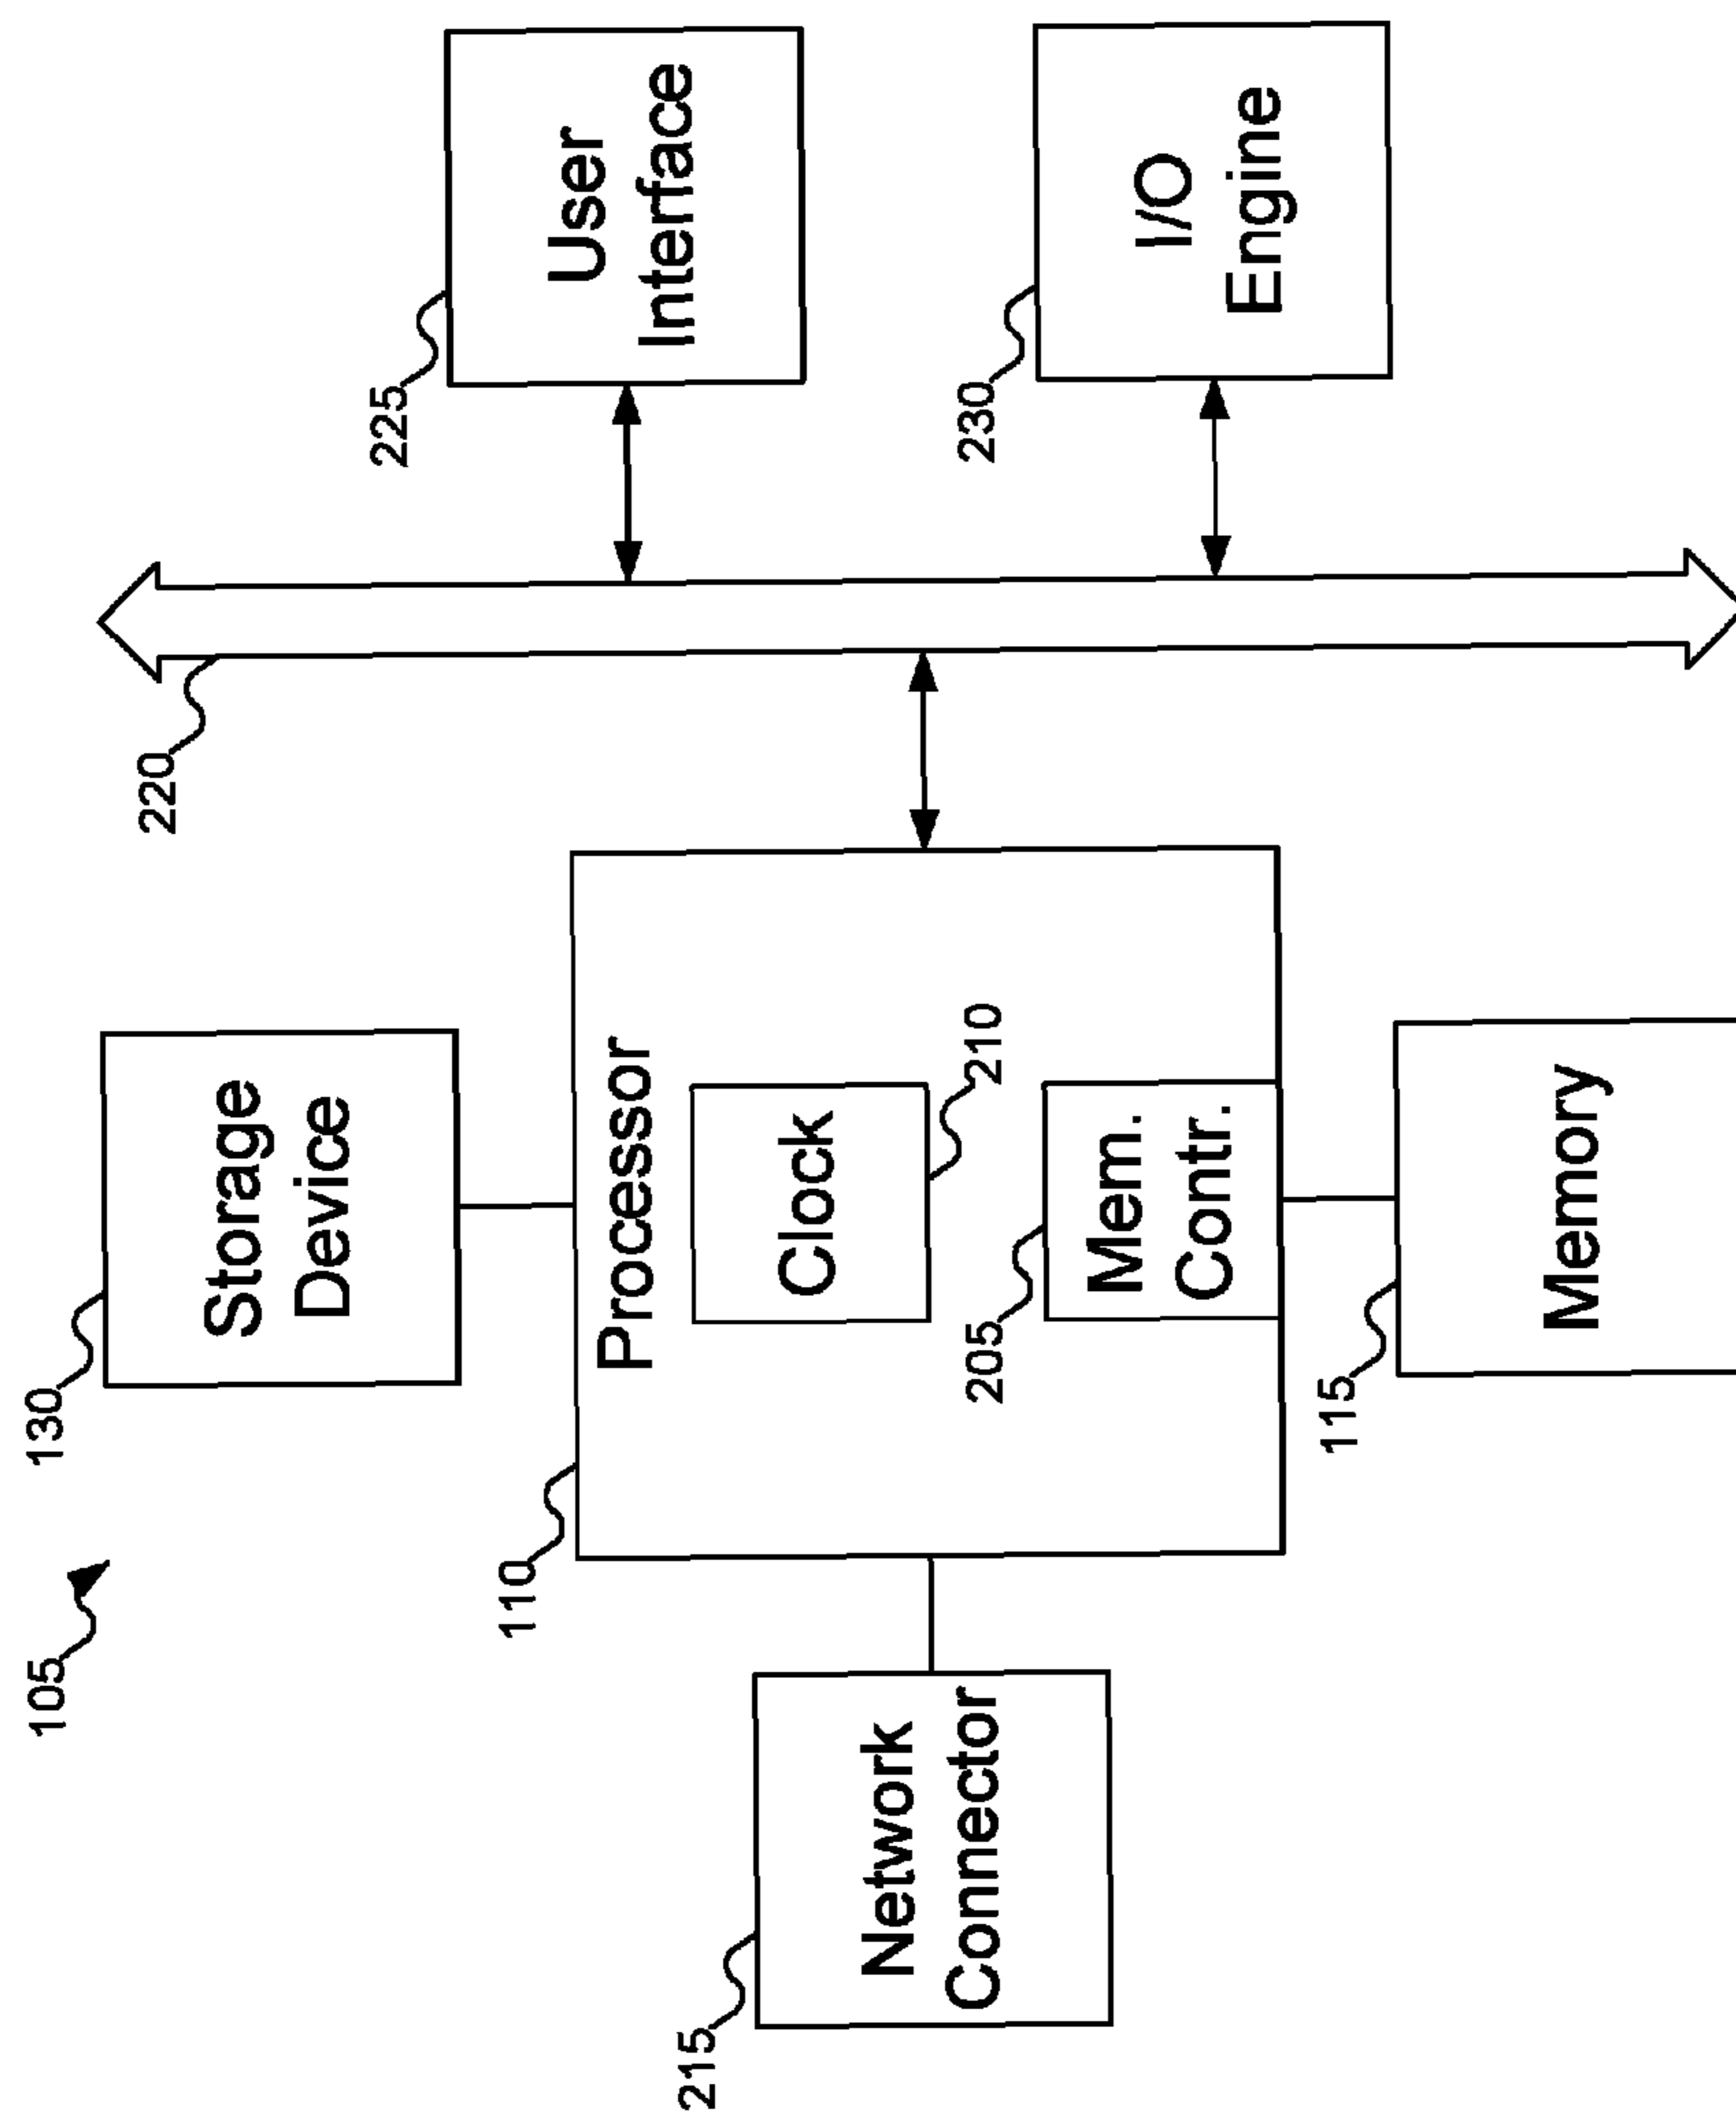 105
130
Storage
Device
220
225
User
Interface
110
Processor
215
Network
Connector
Clock
210
205
Mem.
Contr.
230
I/O
Engine
115
Memory